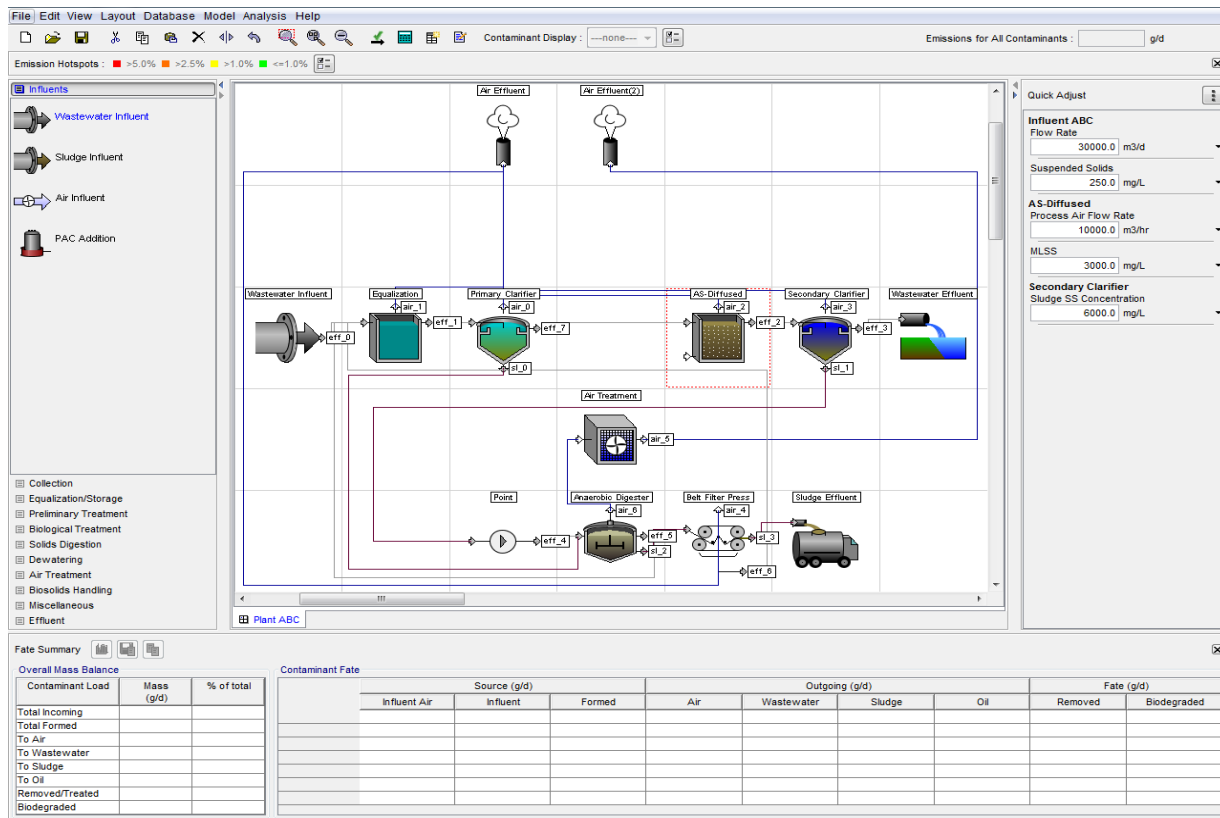 File Edit View Layout Database Model Analysis Help
Contaminant Display : ---none---
Emissions for All Contaminants : g/d
Emission Hotspots : >5.0% >2.5% >1.0% <=1.0%
Influents
Wastewater Influent
Sludge Influent
Air Influent
PAC Addition
Collection
Equalization/Storage
Preliminary Treatment
Biological Treatment
Solids Digestion
Dewatering
Air Treatment
Biosolids Handling
Miscellaneous
Effluent
Air Effluent
Air Effluent(2)
Wastewater Influent
Equalization
Primary Clarifier
AS-Diffused
Secondary Clarifier
Wastewater Effluent
air_1
air_0
air_2
air_3
eff_0
eff_1
eff_7
eff_2
eff_3
sl_0
sl_1
Air Treatment
air_5
Point
Anaerobic Digester
Belt Filter Press
Sludge Effluent
air_6
air_4
eff_4
eff_5
sl_2
sl_3
eff_6
Plant ABC
Quick Adjust
Influent ABC
Flow Rate
30000.0 m3/d
Suspended Solids
250.0 mg/L
AS-Diffused
Process Air Flow Rate
10000.0 m3/hr
MLSS
3000.0 mg/L
Secondary Clarifier
Sludge SS Concentration
6000.0 mg/L
Fate Summary
Overall Mass Balance
Contaminant Load Mass (g/d) % of total
Total Incoming
Total Formed
To Air
To Wastewater
To Sludge
To Oil
Removed/Treated
Biodegraded
Contaminant Fate
Source (g/d) Outgoing (g/d) Fate (g/d)
Influent Air Influent Formed Air Wastewater Sludge Oil Removed Biodegraded